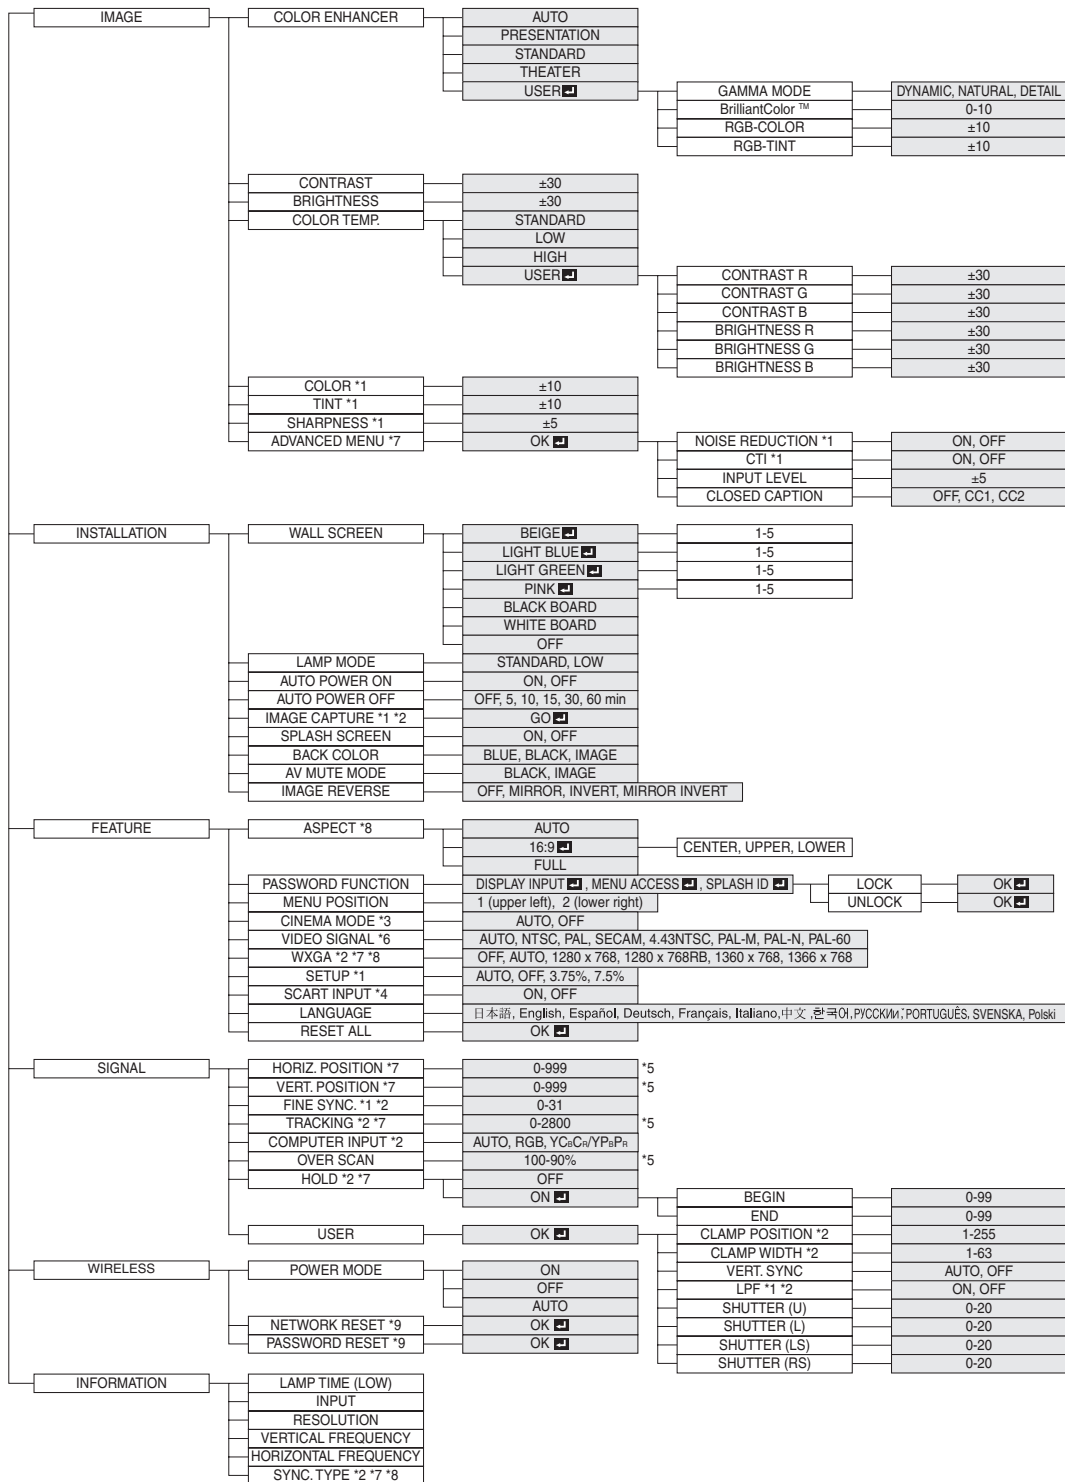 IMAGE COLOR ENHANCER AUTO
PRESENTATION
STANDARD
THEATER
USER GAMMA MODE DYNAMIC, NATURAL, DETAIL
BrilliantColor ™ 0-10
RGB-COLOR ±10
RGB-TINT ±10
CONTRAST ±30
BRIGHTNESS ±30
COLOR TEMP. STANDARD
LOW
HIGH
USER CONTRAST R ±30
CONTRAST G ±30
CONTRAST B ±30
BRIGHTNESS R ±30
BRIGHTNESS G ±30
BRIGHTNESS B ±30
COLOR *1 ±10
TINT *1 ±10
SHARPNESS *1 ±5
ADVANCED MENU *7 OK NOISE REDUCTION *1 ON, OFF
CTI *1 ON, OFF
INPUT LEVEL ±5
CLOSED CAPTION OFF, CC1, CC2
INSTALLATION WALL SCREEN BEIGE 1-5
LIGHT BLUE 1-5
LIGHT GREEN 1-5
PINK 1-5
BLACK BOARD
WHITE BOARD
OFF
LAMP MODE STANDARD, LOW
AUTO POWER ON ON, OFF
AUTO POWER OFF OFF, 5, 10, 15, 30, 60 min
IMAGE CAPTURE *1 *2 GO
SPLASH SCREEN ON, OFF
BACK COLOR BLUE, BLACK, IMAGE
AV MUTE MODE BLACK, IMAGE
IMAGE REVERSE OFF, MIRROR, INVERT, MIRROR INVERT
FEATURE ASPECT *8 AUTO
16:9 CENTER, UPPER, LOWER
FULL
PASSWORD FUNCTION DISPLAY INPUT , MENU ACCESS , SPLASH ID LOCK OK
MENU POSITION 1 (upper left), 2 (lower right) UNLOCK OK
CINEMA MODE *3 AUTO, OFF
VIDEO SIGNAL *6 AUTO, NTSC, PAL, SECAM, 4.43NTSC, PAL-M, PAL-N, PAL-60
WXGA *2 *7 *8 OFF, AUTO, 1280 x 768, 1280 x 768RB, 1360 x 768, 1366 x 768
SETUP *1 AUTO, OFF, 3.75%, 7.5%
SCART INPUT *4 ON, OFF
LANGUAGE 日本語, English, Español, Deutsch, Français, Italiano,中文 ,한국어,РУССКИИ, PORTUGUÊS, SVENSKA, Polski
RESET ALL OK
SIGNAL HORIZ. POSITION *7 0-999 *5
VERT. POSITION *7 0-999 *5
FINE SYNC. *1 *2 0-31
TRACKING *2 *7 0-2800 *5
COMPUTER INPUT *2 AUTO, RGB, YCBCR/YPBPR
OVER SCAN 100-90% *5
HOLD *2 *7 OFF
ON BEGIN 0-99
END 0-99
USER OK CLAMP POSITION *2 1-255
CLAMP WIDTH *2 1-63
VERT. SYNC AUTO, OFF
LPF *1 *2 ON, OFF
SHUTTER (U) 0-20
SHUTTER (L) 0-20
SHUTTER (LS) 0-20
SHUTTER (RS) 0-20
WIRELESS POWER MODE ON
OFF
AUTO
NETWORK RESET *9 OK
PASSWORD RESET *9 OK
INFORMATION LAMP TIME (LOW)
INPUT
RESOLUTION
VERTICAL FREQUENCY
HORIZONTAL FREQUENCY
SYNC. TYPE *2 *7 *8